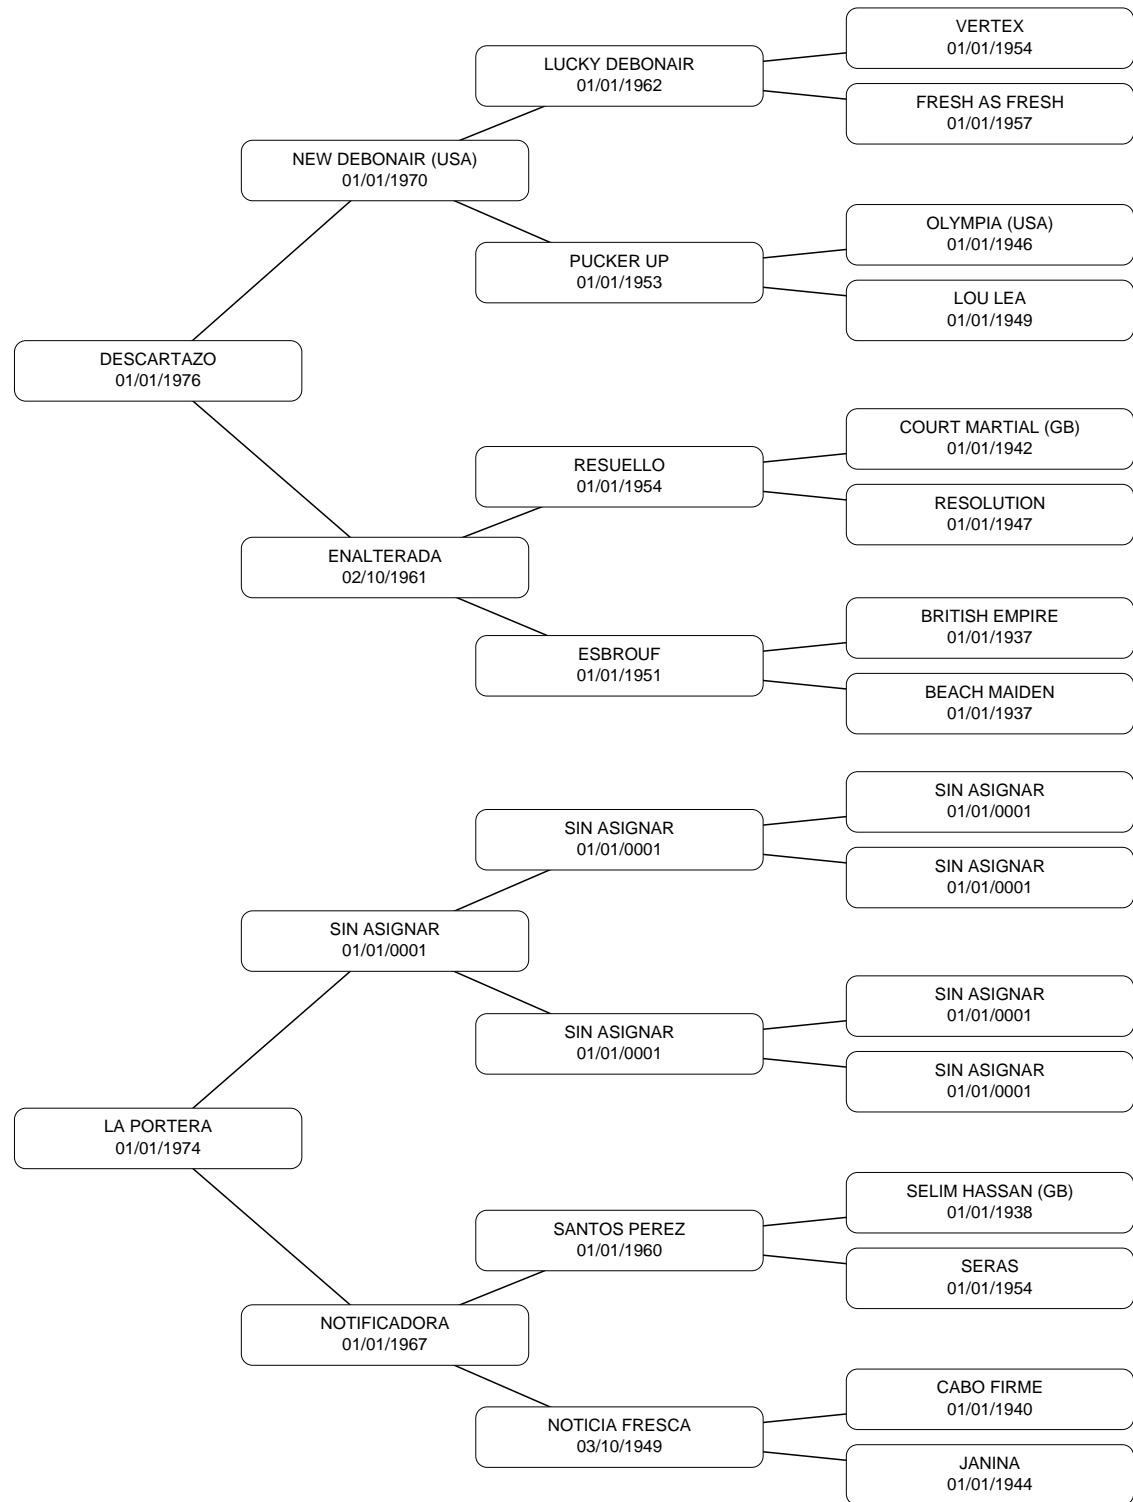 VERTEX
01/01/1954
LUCKY DEBONAIR
01/01/1962
FRESH AS FRESH
01/01/1957
NEW DEBONAIR (USA)
01/01/1970
OLYMPIA (USA)
01/01/1946
PUCKER UP
01/01/1953
LOU LEA
01/01/1949
DESCARTAZO
01/01/1976
COURT MARTIAL (GB)
01/01/1942
RESUELLO
01/01/1954
RESOLUTION
01/01/1947
ENALTERADA
02/10/1961
BRITISH EMPIRE
01/01/1937
ESBROUF
01/01/1951
BEACH MAIDEN
01/01/1937
SIN ASIGNAR
01/01/0001
SIN ASIGNAR
01/01/0001
SIN ASIGNAR
01/01/0001
SIN ASIGNAR
01/01/0001
SIN ASIGNAR
01/01/0001
SIN ASIGNAR
01/01/0001
SIN ASIGNAR
01/01/0001
LA PORTERA
01/01/1974
SELIM HASSAN (GB)
01/01/1938
SANTOS PEREZ
01/01/1960
SERAS
01/01/1954
NOTIFICADORA
01/01/1967
CABO FIRME
01/01/1940
NOTICIA FRESCA
03/10/1949
JANINA
01/01/1944